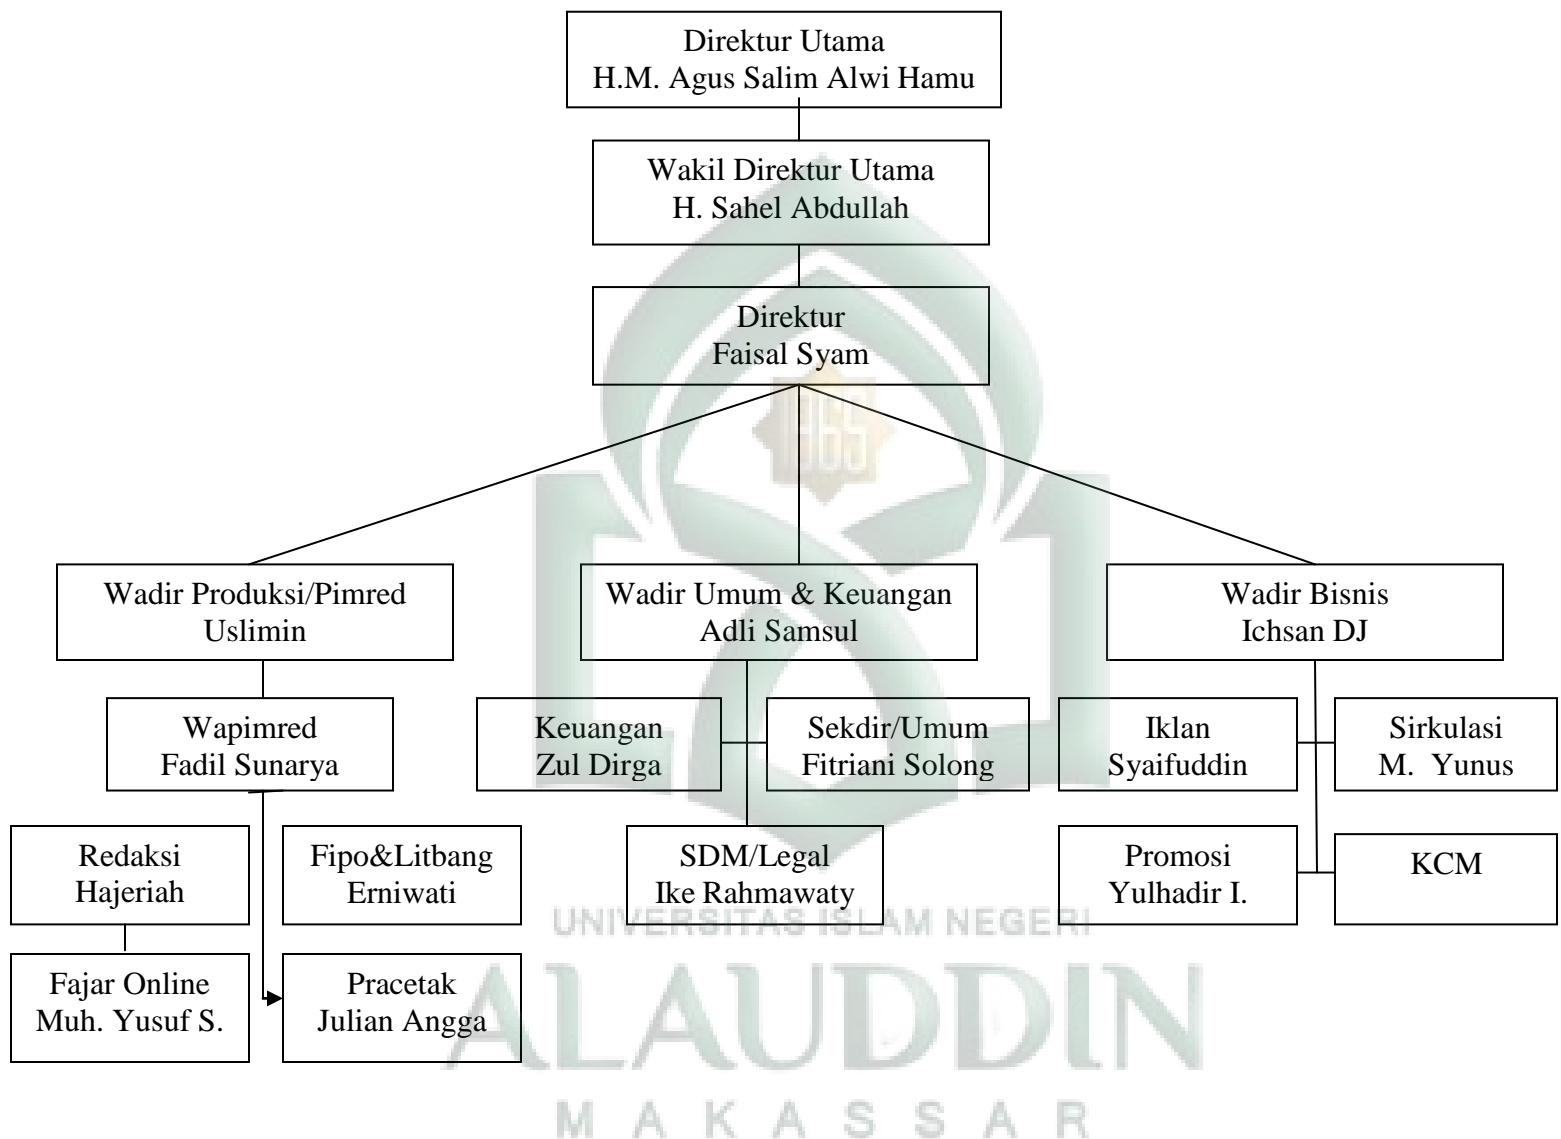 Direktur Utama
H.M. Agus Salim Alwi Hamu
Wakil Direktur Utama
H. Sahel Abdullah
Direktur
Faisal Syam
1965
Wadir Produksi/Pimred
Uslimin
Wadir Umum & Keuangan
Adli Samsul
Wadir Bisnis
Ichsan DJ
Wapimred
Fadil Sunarya
Keuangan
Zul Dirga
Sekdir/Umum
Fitriani Solong
Iklan
Syaifuddin
Sirkulasi
M. Yunus
Redaksi
Hajeriah
Fipo&Litbang
Erniwati
SDM/Legal
Ike Rahmawaty
Promosi
Yulhadir I.
KCM
Fajar Online
Muh. Yusuf S.
Pracetak
Julian Angga
UNIVERSITAS ISLAM NEGERI
ALAUDDIN
MAKASSAR